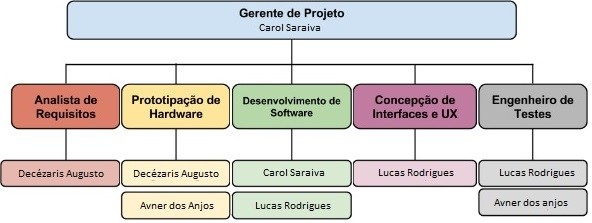 Gerente de Projeto
Carol Saraiva
Analista de
Requisitos
Prototipação de
Hardware
Desenvolvimento de
Software
Concepção de
Interfaces e UX
Engenheiro de
Testes
Decézaris Augusto
Decézaris Augusto
Carol Saraiva
Lucas Rodrigues
Lucas Rodrigues
Avner dos Anjos
Lucas Rodrigues
Avner dos anjos